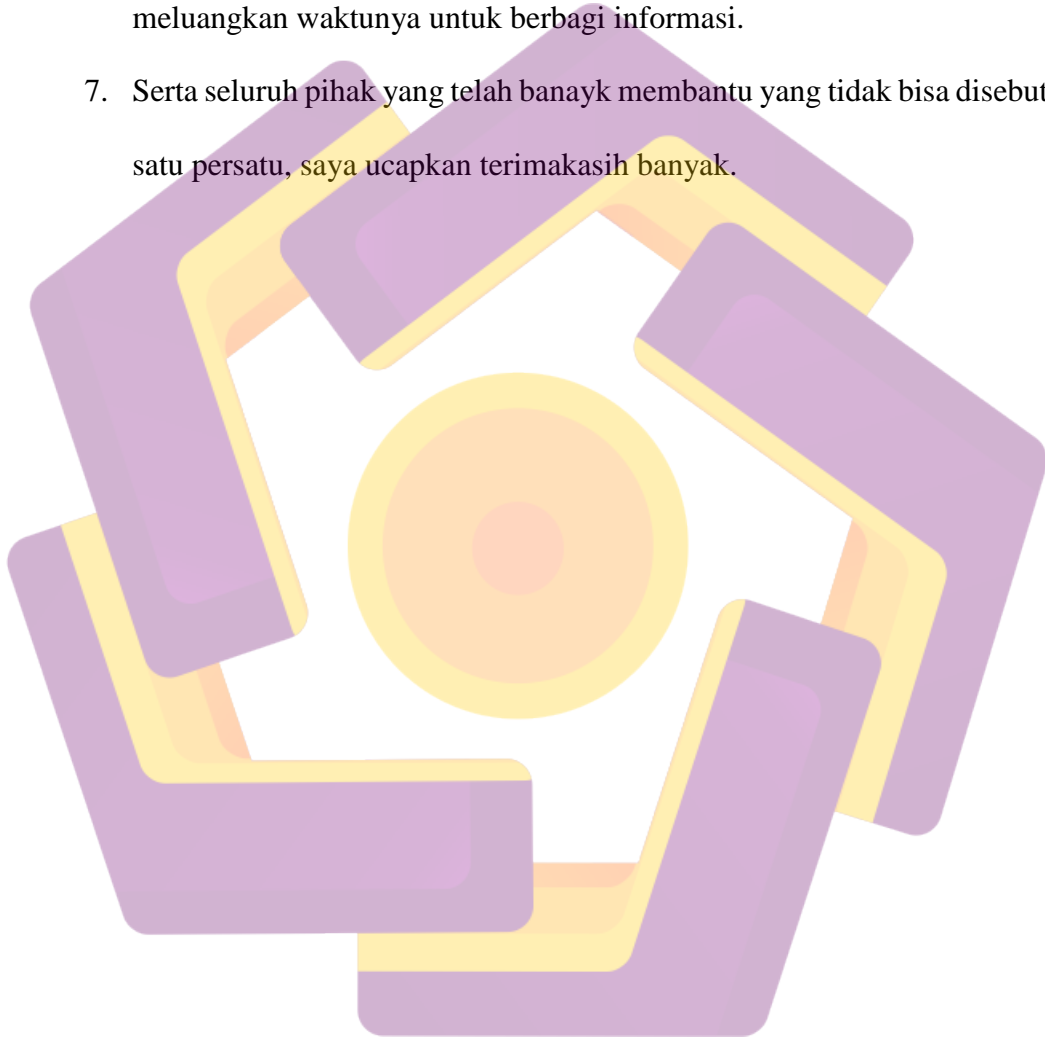 meluangkan waktunya untuk berbagi informasi.
7. Serta seluruh pihak yang telah banayk membantu yang tidak bisa disebut
satu persatu, saya ucapkan terimakasih banyak.